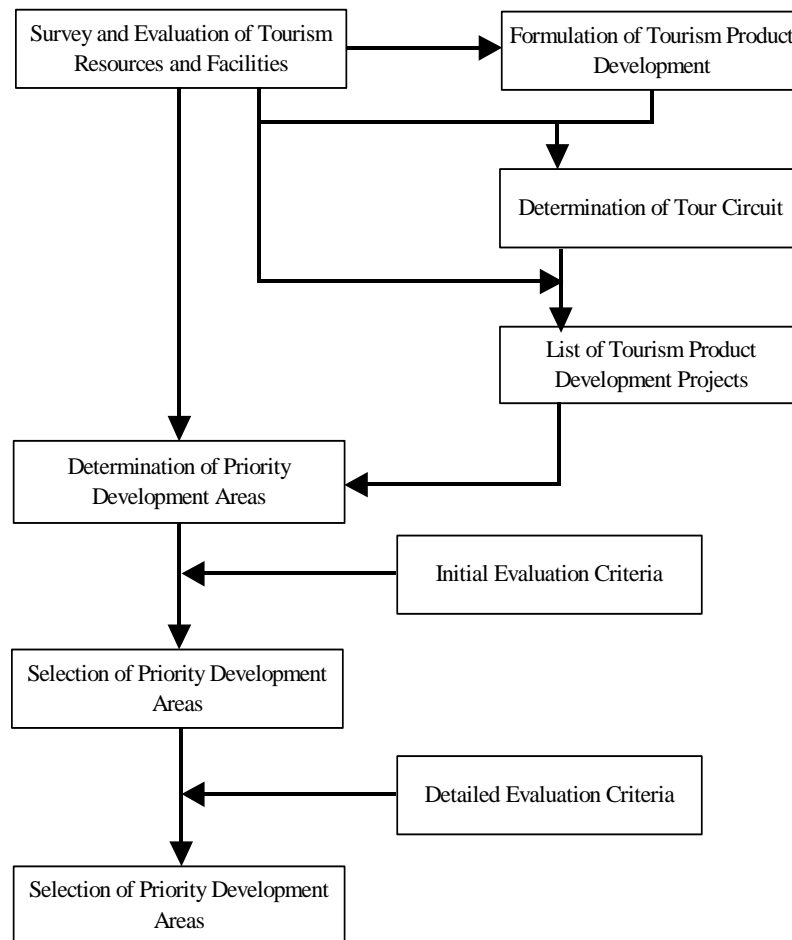 Survey and Evaluation of Tourism
Resources and Facilities
Formulation of Tourism Product
Development
Determination of Tour Circuit
List of Tourism Product
Development Projects
Determination of Priority
Development Areas
Initial Evaluation Criteria
Selection of Priority Development
Areas
Detailed Evaluation Criteria
Selection of Priority Development
Areas